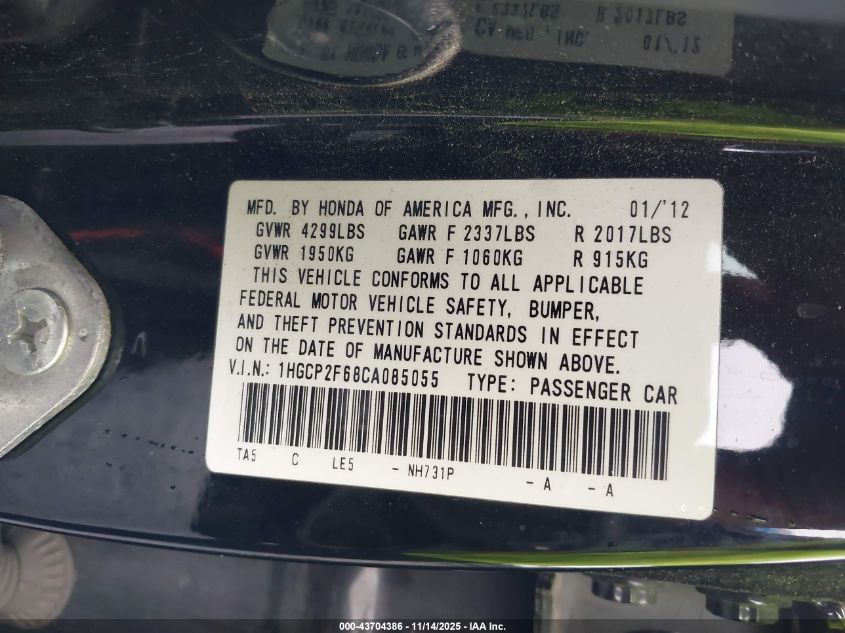 MFD. BY HONDA OF AMERICA MFG., INC. 01/'12
GVWR 4299LBS GAWR F 2337LBS R 2017LBS
GVWR 1950KG GAWR F 1060KG R 915KG
THIS VEHICLE CONFORMS TO ALL APPLICABLE
FEDERAL MOTOR VEHICLE SAFETY, BUMPER,
AND THEFT PREVENTION STANDARDS IN EFFECT
ON THE DATE OF MANUFACTURE SHOWN ABOVE.
V.I.N.: 1HGCP2F68CA085055 TYPE: PASSENGER CAR
TA5 C LE5 - NH731P - A - A
000-43704386 - 11/14/2025 - IAA Inc.